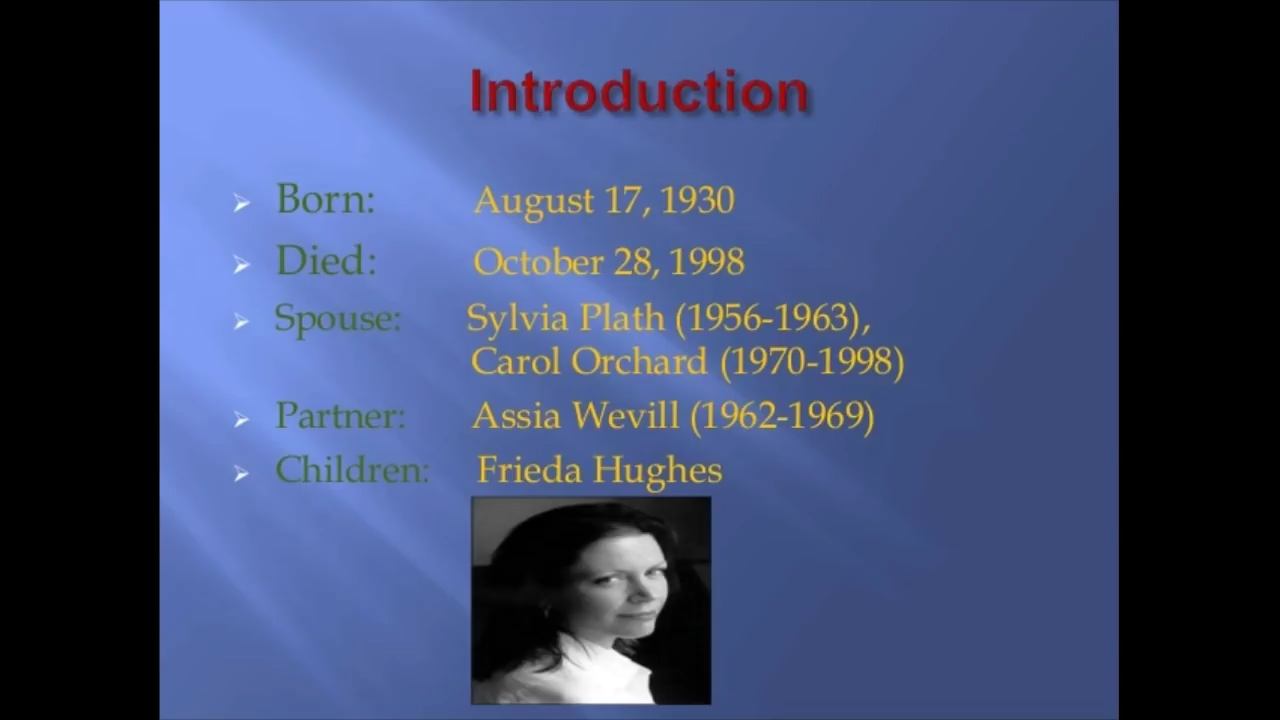 Introduction
Born: August 17, 1930
Died: October 28, 1998
Spouse: Sylvia Plath (1956-1963),
Carol Orchard (1970-1998)
Partner: Assia Wevill (1962-1969)
Children: Frieda Hughes